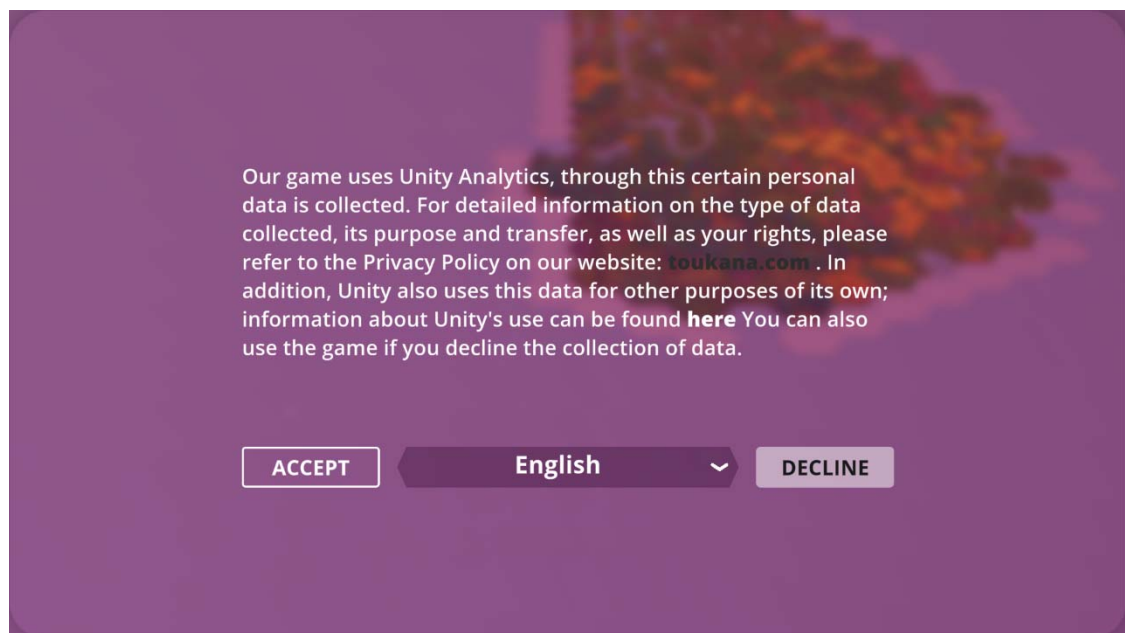 Our game uses Unity Analytics, through this certain personal
data is collected. For detailed information on the type of data
collected, its purpose and transfer, as well as your rights, please
refer to the Privacy Policy on our website: toukana.com . In
addition, Unity also uses this data for other purposes of its own;
information about Unity's use can be found here You can also
use the game if you decline the collection of data.
ACCEPT English DECLINE